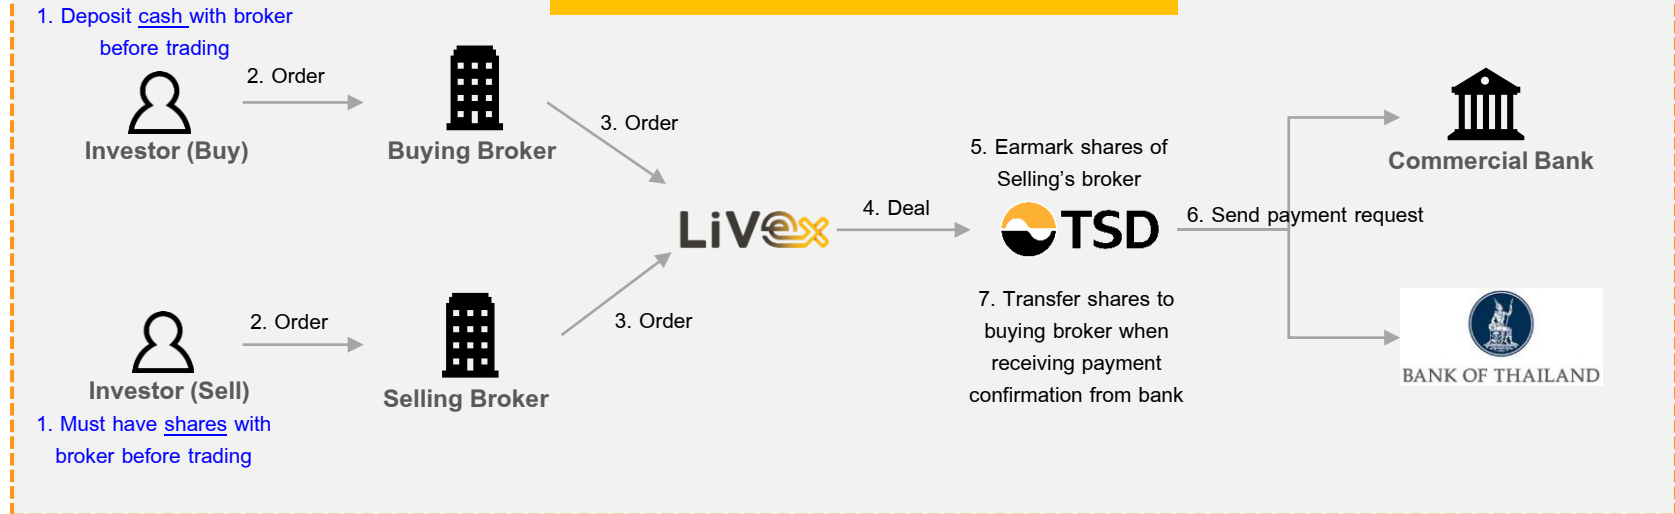 1. Deposit cash with broker
before trading
2. Order
Investor (Buy)
Buying Broker
3. Order
5. Earmark shares of
Selling's broker
Commercial Bank
LiVex
4. Deal
TSD
6. Send payment request
7. Transfer shares to
buying broker when
receiving payment
confirmation from bank
BANK OF THAILAND
2. Order
3. Order
Investor (Sell)
Selling Broker
1. Must have shares with
broker before trading